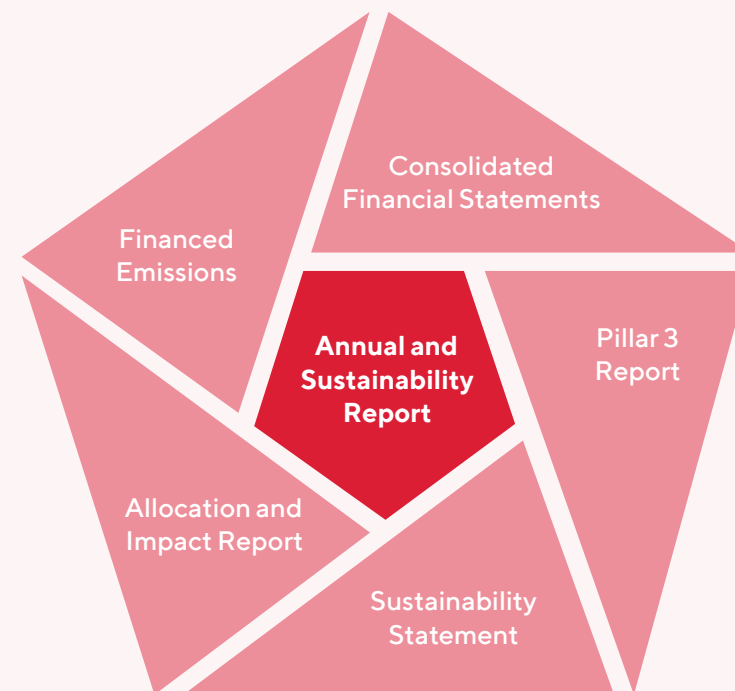 Consolidated
Financial Statements
Financed
Emissions
Annual and
Sustainability
Report
Pillar 3
Report
Allocation and
Impact Report
Sustainability
Statement